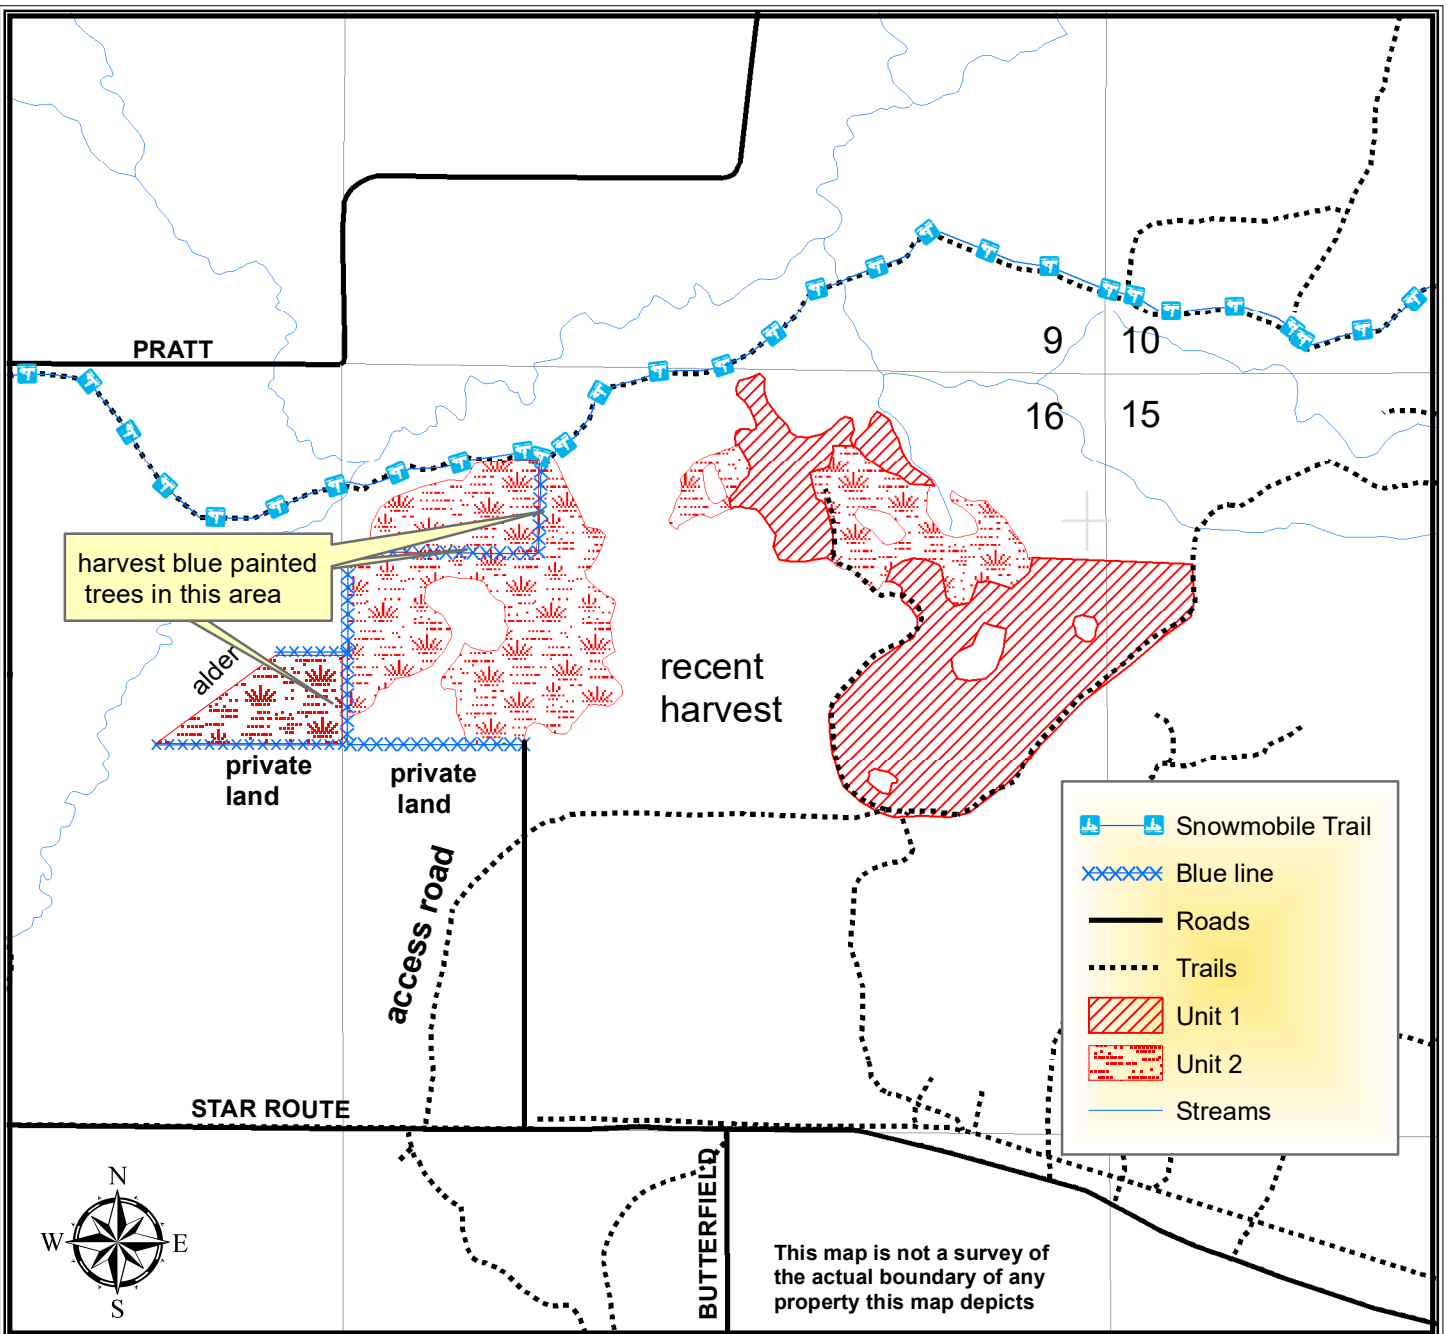 PRATT
9 10
16 15
harvest blue painted
trees in this area
alder
recent
harvest
private
land
private
land
access road
Snowmobile Trail
Blue line
Roads
Trails
Unit 1
Unit 2
Streams
STAR ROUTE
BUTTERFIELD
N
W E
S
This map is not a survey of
the actual boundary of any
property this map depicts